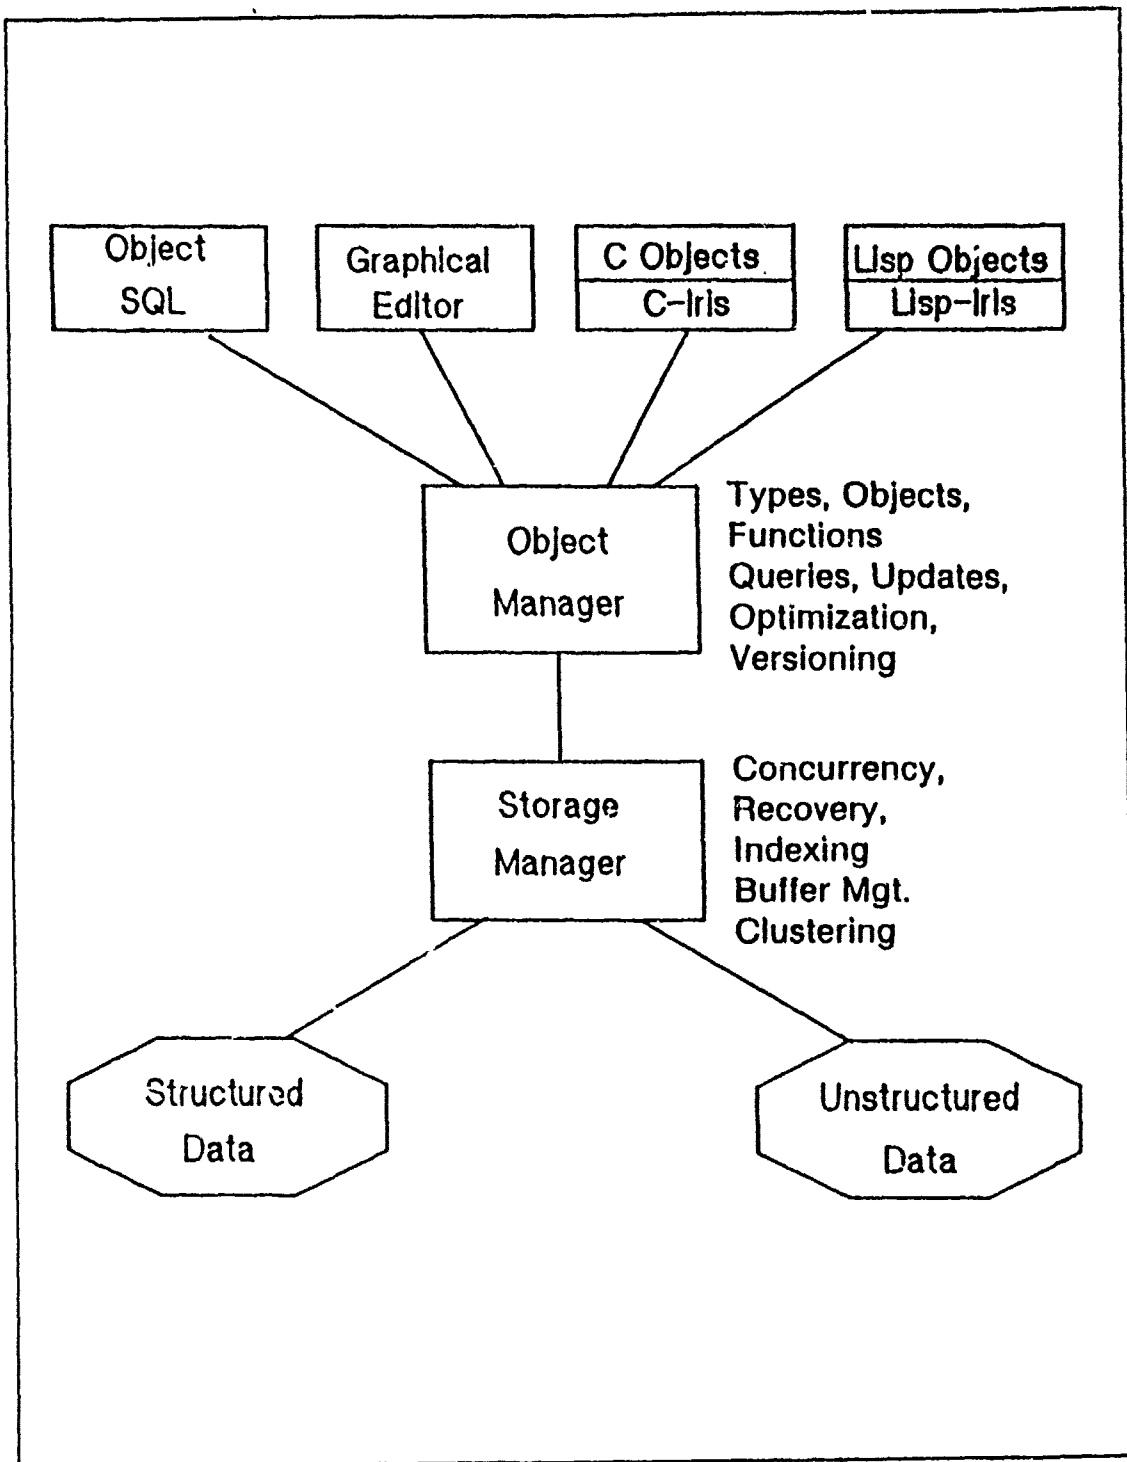 Object
SQL
Graphical
Editor
C Objects
C-Iris
Lisp Objects
Lisp-Iris
Object
Manager
Types, Objects,
Functions
Queries, Updates,
Optimization,
Versioning
Storage
Manager
Concurrency,
Recovery,
Indexing
Buffer Mgt.
Clustering
Structured
Data
Unstructured
Data